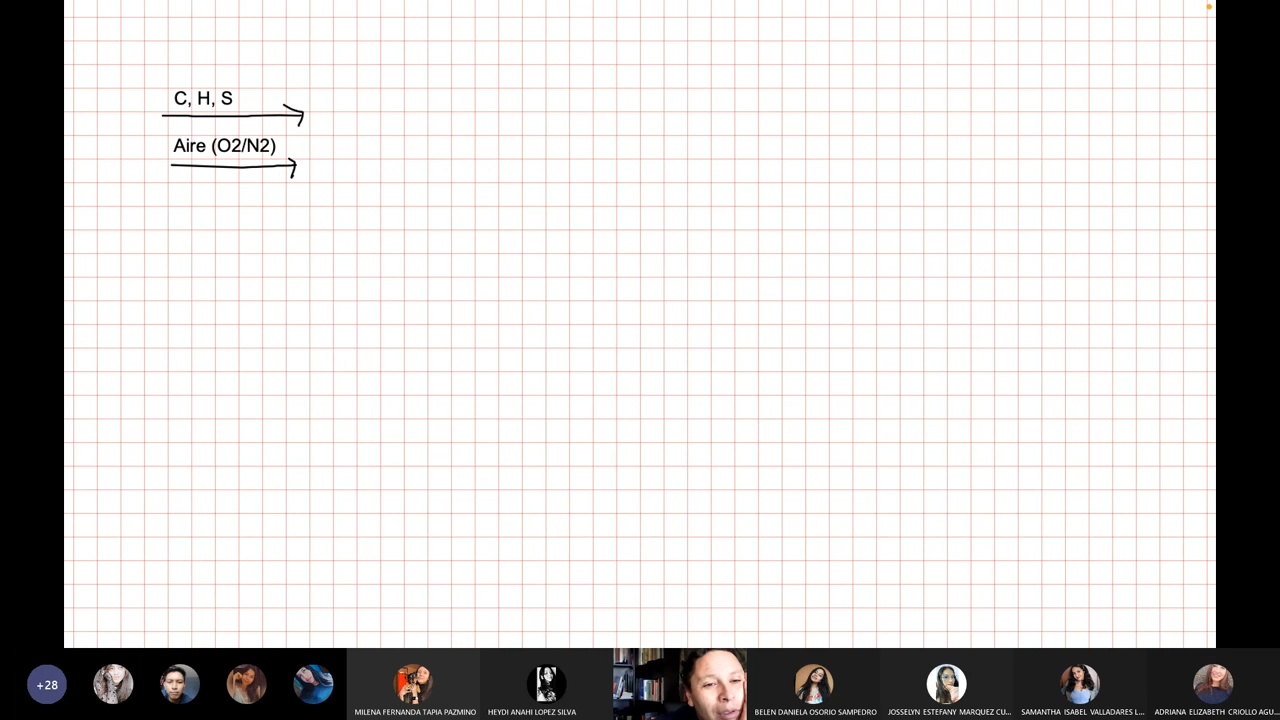 C, H, S
Aire (O2/N2)
+28
MILENA FERNANDA TAPIA PAZMINO
HEYDI ANAHI LOPEZ SILVA
BELEN DANIELA OSORIO SAMPEDRO
JOSSELYN ESTEFANY MARQUEZ CU...
SAMANTHA ISABEL VALLADARES L...
ADRIANA ELIZABETH CRIOLLO AGU...